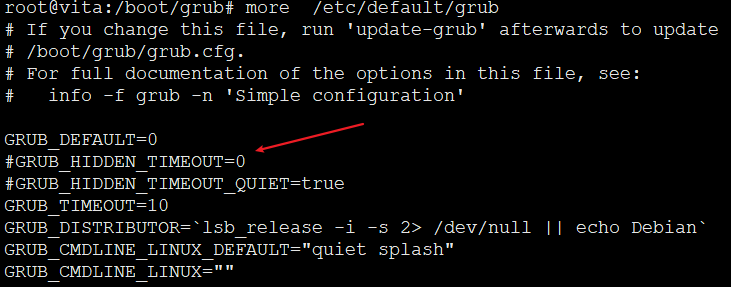 root@vita:/boot/grub# more  /etc/default/grub
# If you change this file, run 'update-grub' afterwards to update
# /boot/grub/grub.cfg.
# For full documentation of the options in this file, see:
#   info -f grub -n 'Simple configuration'
GRUB_DEFAULT=0
#GRUB_HIDDEN_TIMEOUT=0
#GRUB_HIDDEN_TIMEOUT_QUIET=true
GRUB_TIMEOUT=10
GRUB_DISTRIBUTOR=`lsb_release -i -s 2> /dev/null || echo Debian`
GRUB_CMDLINE_LINUX_DEFAULT="quiet splash"
GRUB_CMDLINE_LINUX=""